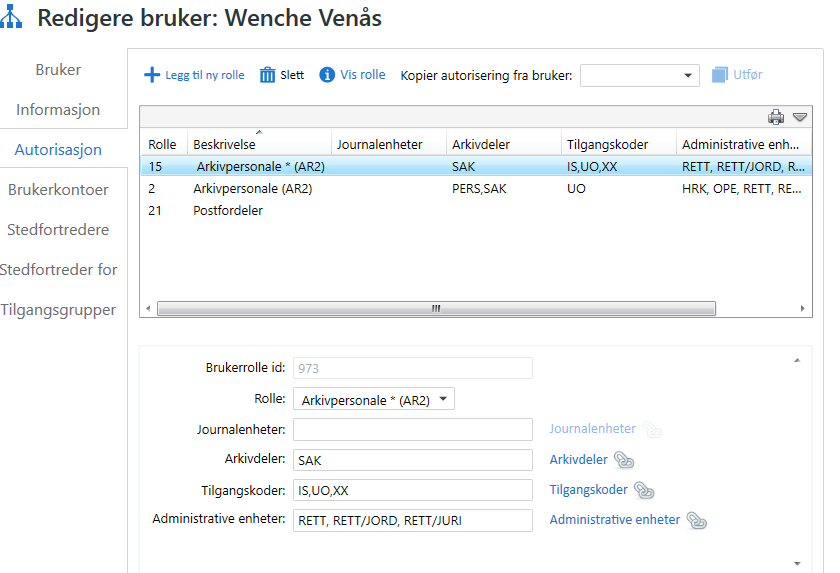 Redigere bruker: Wenche Venås
Bruker
Informasjon
Autorisasjon
Brukerkontoer
Stedfortredere
Stedfortreder for
Tilgangsgrupper
Legg til ny rolle Slett Vis rolle Kopier autorisering fra bruker: Utfør
Rolle Beskrivelse Journalenheter Arkivdeler Tilgangskoder Administrative enh...
15 Arkivpersonale * (AR2) SAK IS,UO,XX RETT, RETT/JORD, R...
2 Arkivpersonale (AR2) PERS,SAK UO HRK, OPE, RETT, RE...
21 Postfordeler
Brukerrolle id: 973
Rolle: Arkivpersonale * (AR2)
Journalenheter: Journalenheter
Arkivdeler: SAK Arkivdeler
Tilgangskoder: IS,UO,XX Tilgangskoder
Administrative enheter: RETT, RETT/JORD, RETT/JURI Administrative enheter